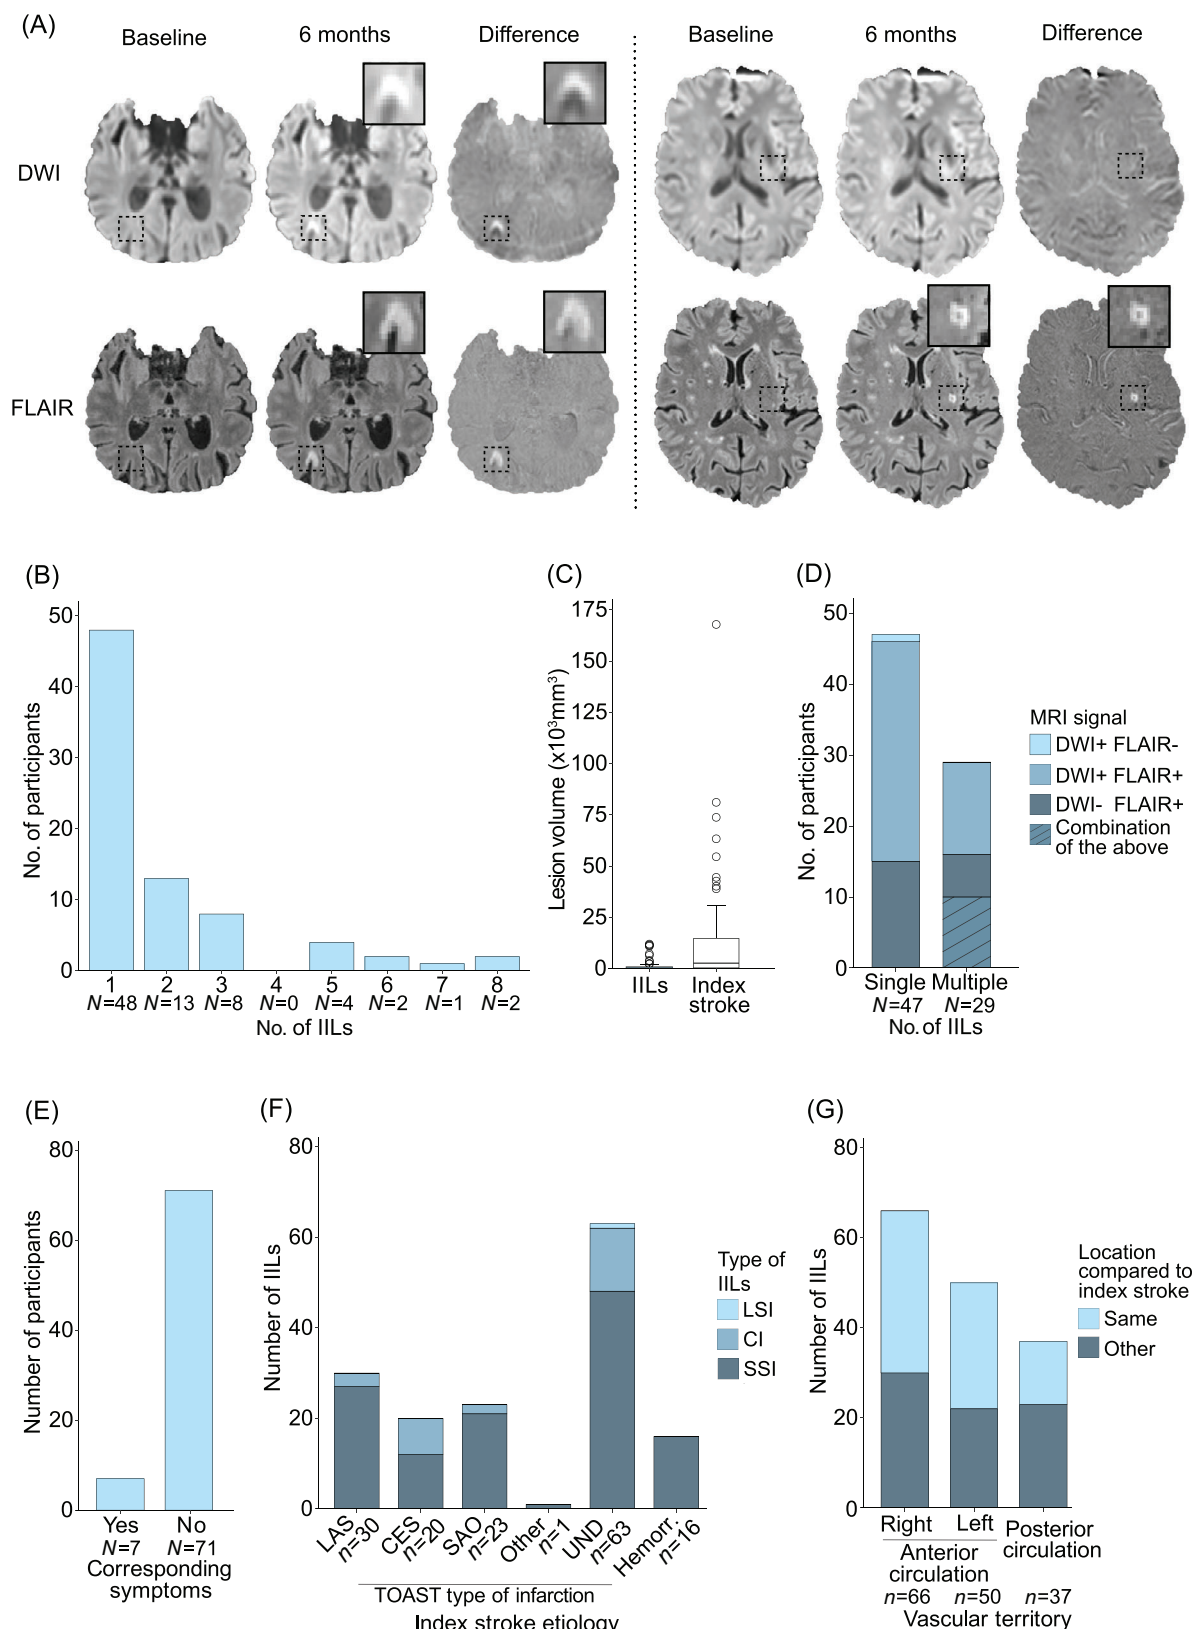 (A)
Baseline 6 months Difference Baseline 6 months Difference
DWI
FLAIR
(B)
No. of participants
50
40
30
20
10
0
1 2 3 4 5 6 7 8
N=48 N=13 N=8 N=0 N=4 N=2 N=1 N=2
No. of IILs
(C)
Lesion volume (x10³mm³)
175
150
125
100
75
50
25
0
IILs Index
stroke
(D)
No. of participants
50
40
30
20
10
0
Single Multiple
N=47 N=29
No. of IILs
MRI signal
DWI+ FLAIR-
DWI+ FLAIR+
DWI- FLAIR+
Combination
of the above
(E)
Number of participants
80
60
40
20
0
Yes No
N=7 N=71
Corresponding
symptoms
(F)
Number of IILs
80
60
40
20
0
LAS
n=30
CES
n=20
SAO
n=23
Other
n=1
UND
n=63
Hemorr.
n=16
TOAST type of infarction
Index stroke etiology
Type of
IILs
LSI
CI
SSI
(G)
Number of IILs
80
60
40
20
0
Right Left Posterior
Anterior circulation
circulation
n=66 n=50 n=37
Vascular territory
Location
compared to
index stroke
Same
Other